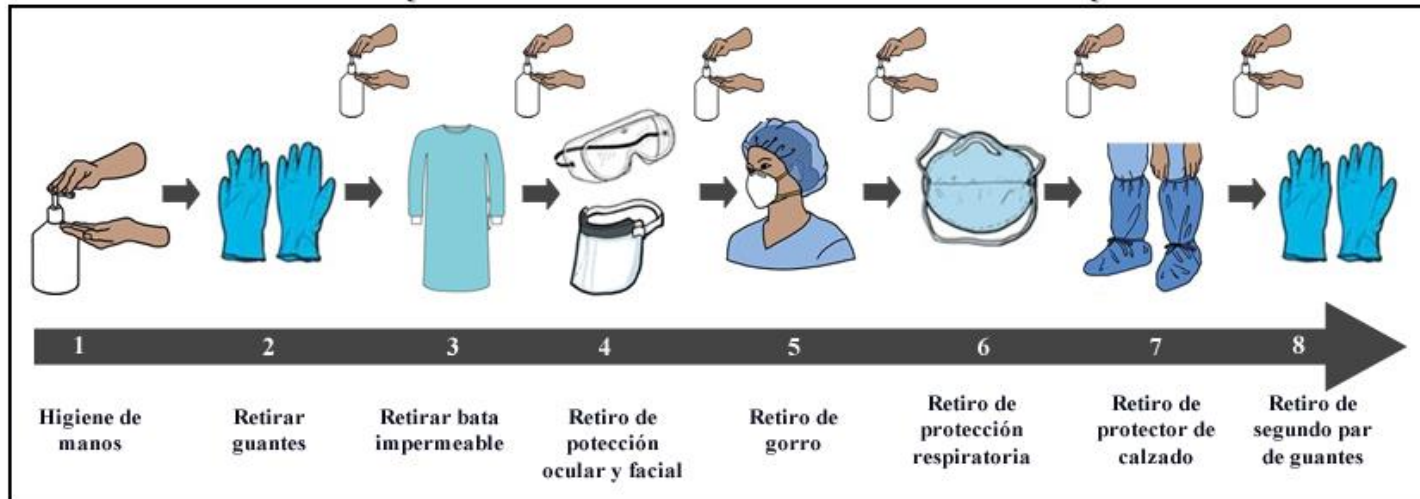 1 2 3 4 5 6 7 8
Higiene de
manos
Retirar
guantes
Retirar bata
impermeable
Retiro de
potección
ocular y facial
Retiro de
gorro
Retiro de
protección
respiratoria
Retiro de
protector de
calzado
Retiro de
segundo par
de guantes